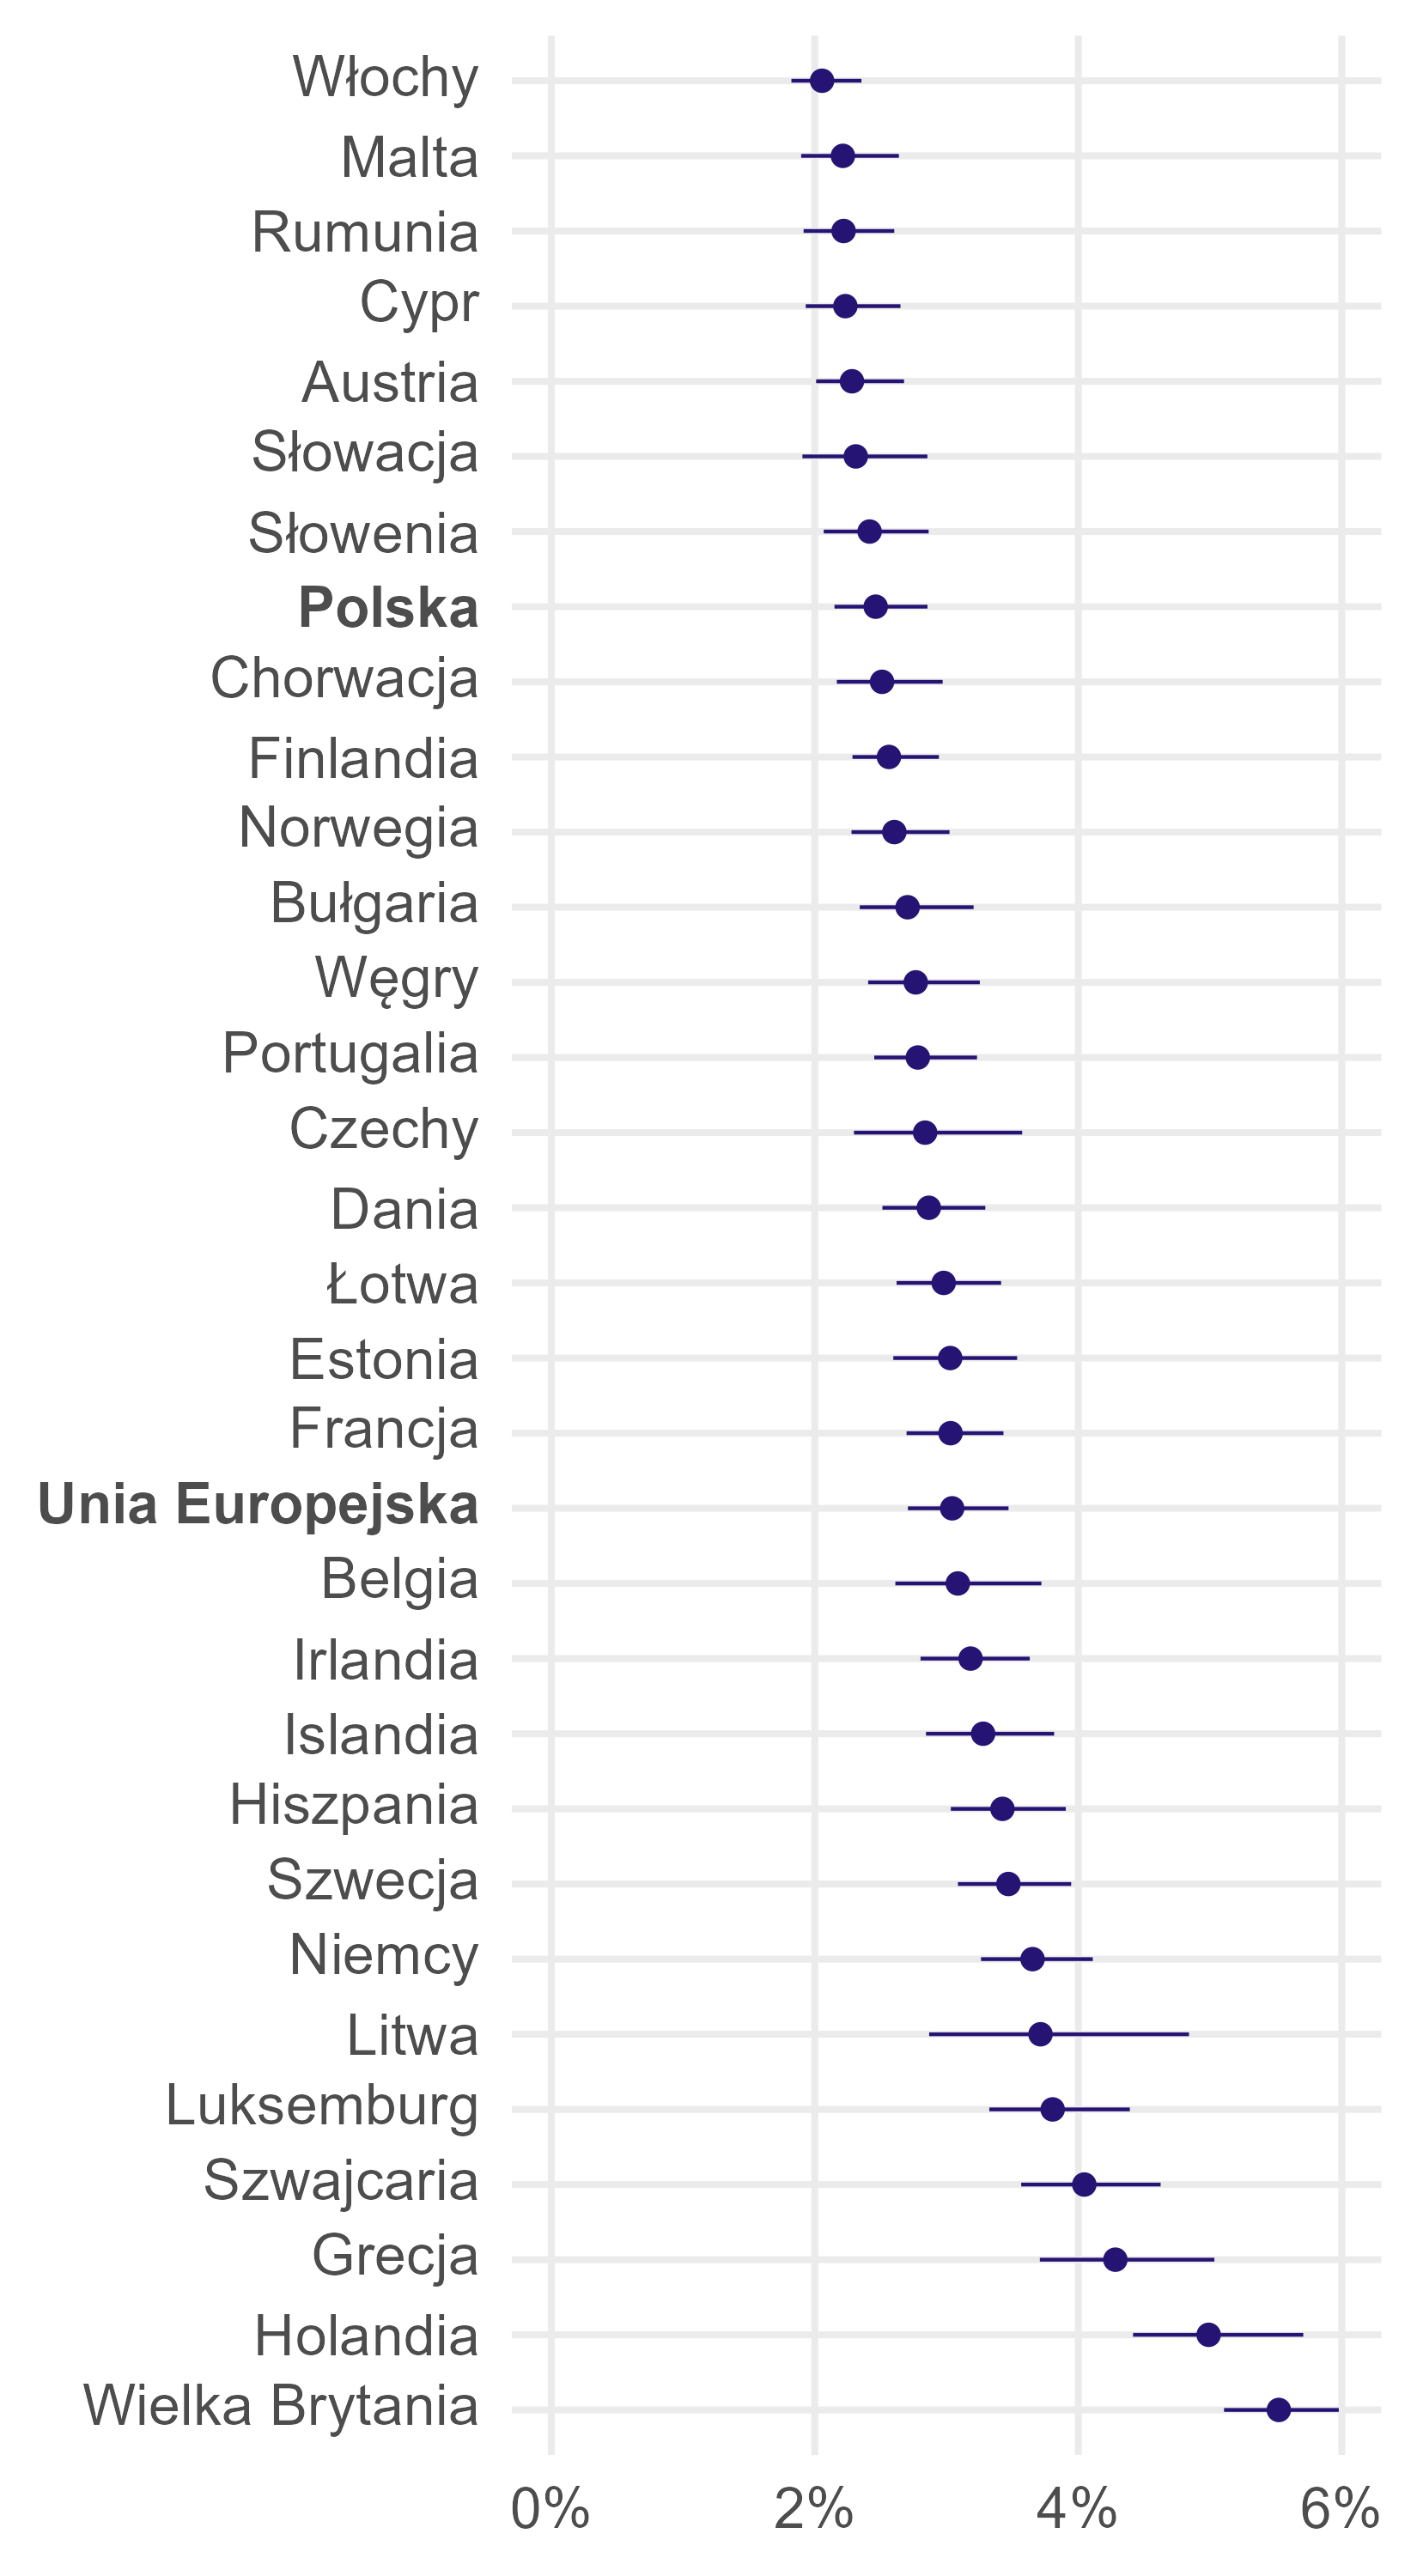 Włochy
Malta
Rumunia
Cypr
Austria
Słowacja
Słowenia
Polska
Chorwacja
Finlandia
Norwegia
Bułgaria
Węgry
Portugalia
Czechy
Dania
Łotwa
Estonia
Francja
Unia Europejska
Belgia
Irlandia
Islandia
Hiszpania
Szwecja
Niemcy
Litwa
Luksemburg
Szwajcaria
Grecja
Holandia
Wielka Brytania
0% 2% 4% 6%